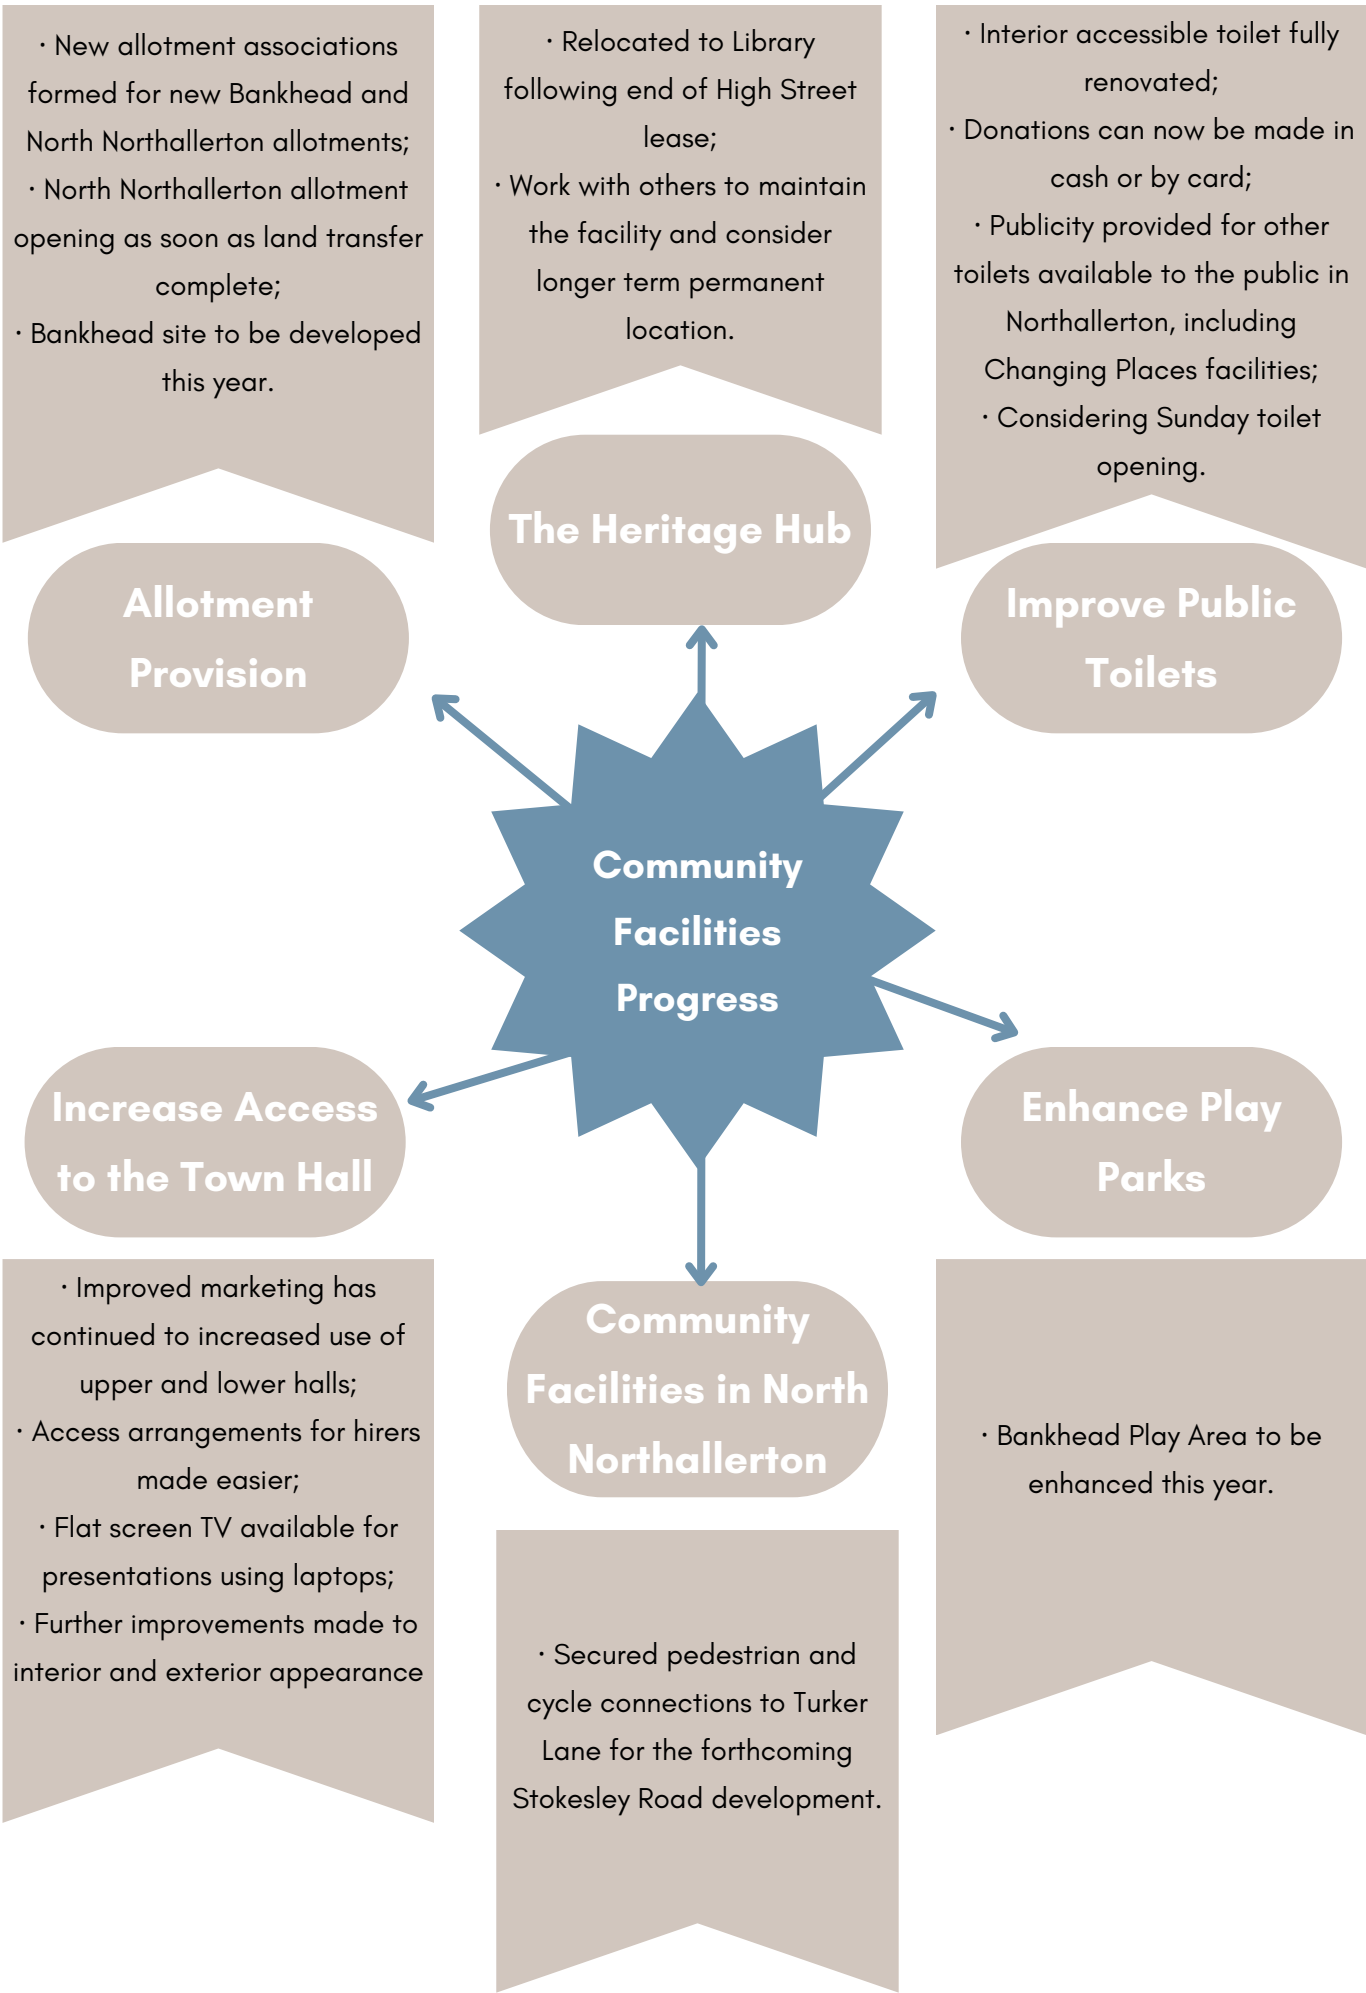 · New allotment associations
formed for new Bankhead and
North Northallerton allotments;
· North Northallerton allotment
opening as soon as land transfer
complete;
· Bankhead site to be developed
this year.
Allotment
Provision
· Relocated to Library
following end of High Street
lease;
· Work with others to maintain
the facility and consider
longer term permanent
location.
The Heritage Hub
· Interior accessible toilet fully
renovated;
· Donations can now be made in
cash or by card;
· Publicity provided for other
toilets available to the public in
Northallerton, including
Changing Places facilities;
· Considering Sunday toilet
opening.
Improve Public
Toilets
Community
Facilities
Progress
Increase Access
to the Town Hall
· Improved marketing has
continued to increased use of
upper and lower halls;
· Access arrangements for hirers
made easier;
· Flat screen TV available for
presentations using laptops;
· Further improvements made to
interior and exterior appearance
Community
Facilities in North
Northallerton
· Secured pedestrian and
cycle connections to Turker
Lane for the forthcoming
Stokesley Road development.
Enhance Play
Parks
· Bankhead Play Area to be
enhanced this year.